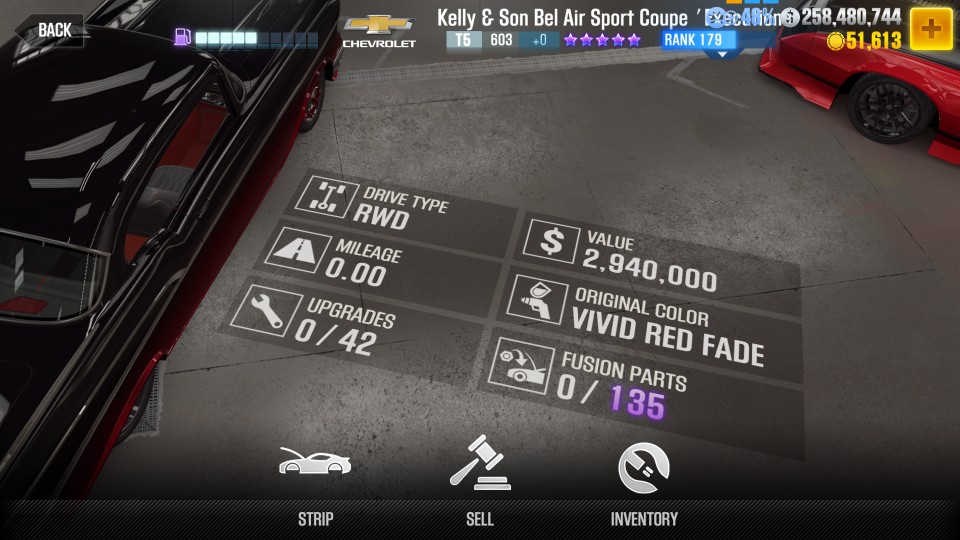 BACK
CHEVROLET
Kelly & Son Bel Air Sport Coupe
258,480,744
T5 603 +0 RANK 179
51,613
DRIVE TYPE
RWD
MILEAGE
0.00
UPGRADES
0/42
VALUE
2,940,000
ORIGINAL COLOR
VIVID RED FADE
FUSION PARTS
0/ 135
STRIP
SELL
INVENTORY